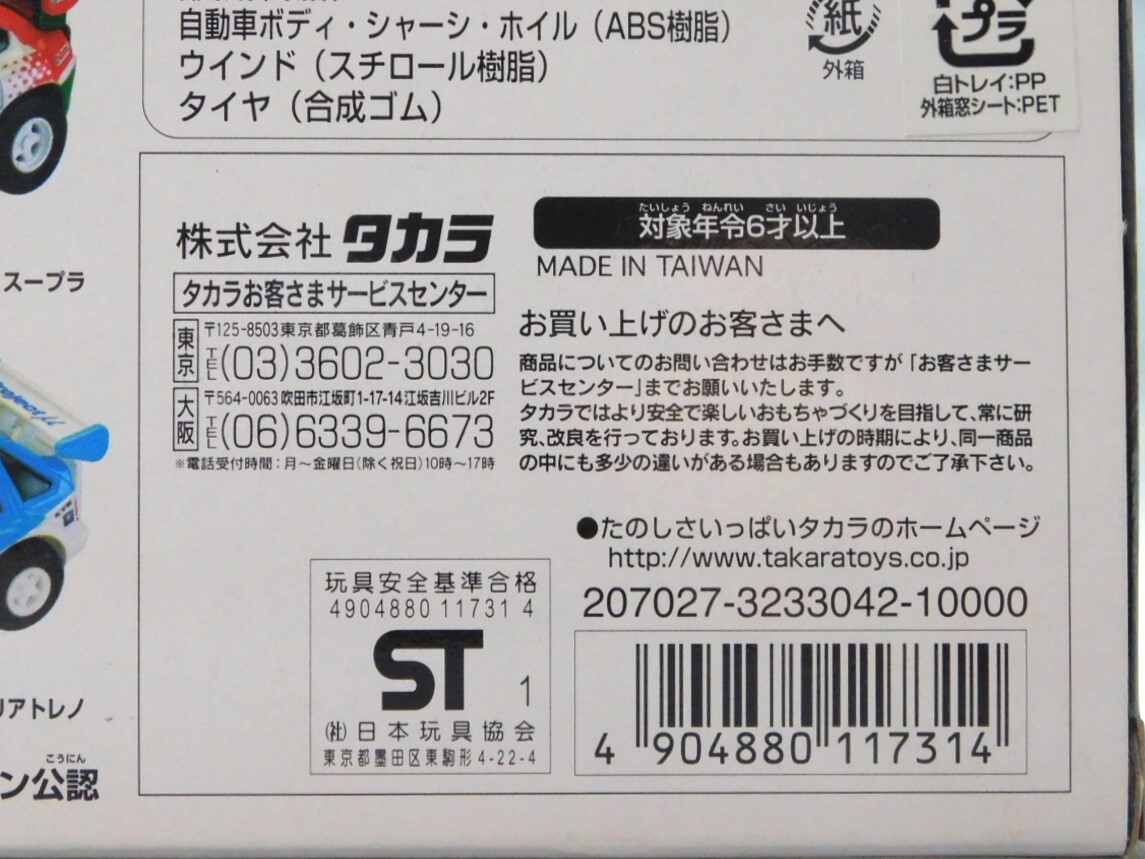 自動車ボディ・シャーシ・ホイル（ABS樹脂）
ウインド（スチロール樹脂）
タイヤ（合成ゴム）
紙
外箱
プラ
白トレイ:PP
外箱窓シート:PET
スープラ
リアトレノ
こうにん
ン公認
株式会社 タカラ
タカラお客さまサービスセンター
東京
〒125-8503東京都葛飾区青戸4-19-16
TEL(03)3602-3030
大阪
〒564-0063 吹田市江坂町1-17-14江坂吉川ビル2F
TEL(06)6339-6673
※電話受付時間：月〜金曜日(除く祝日)10時〜17時
たいしょう ねんれい さい いじょう
対象年令6才以上
MADE IN TAIWAN
お買い上げのお客さまへ
商品についてのお問い合わせはお手数ですが「お客さまサー
ビスセンター」までお願いいたします。
タカラではより安全で楽しいおもちゃづくりを目指して、常に研
究、改良を行っております。お買い上げの時期により、同一商品
の中にも多少の違いがある場合もありますのでご了承下さい。
●たのしさいっぱいタカラのホームページ
http://www.takaratoys.co.jp
207027-3233042-10000
玩具安全基準合格
4904880 11731 4
ST 1
(社)日本玩具協会
東京都墨田区東駒形4-22-4
4 904880 117314